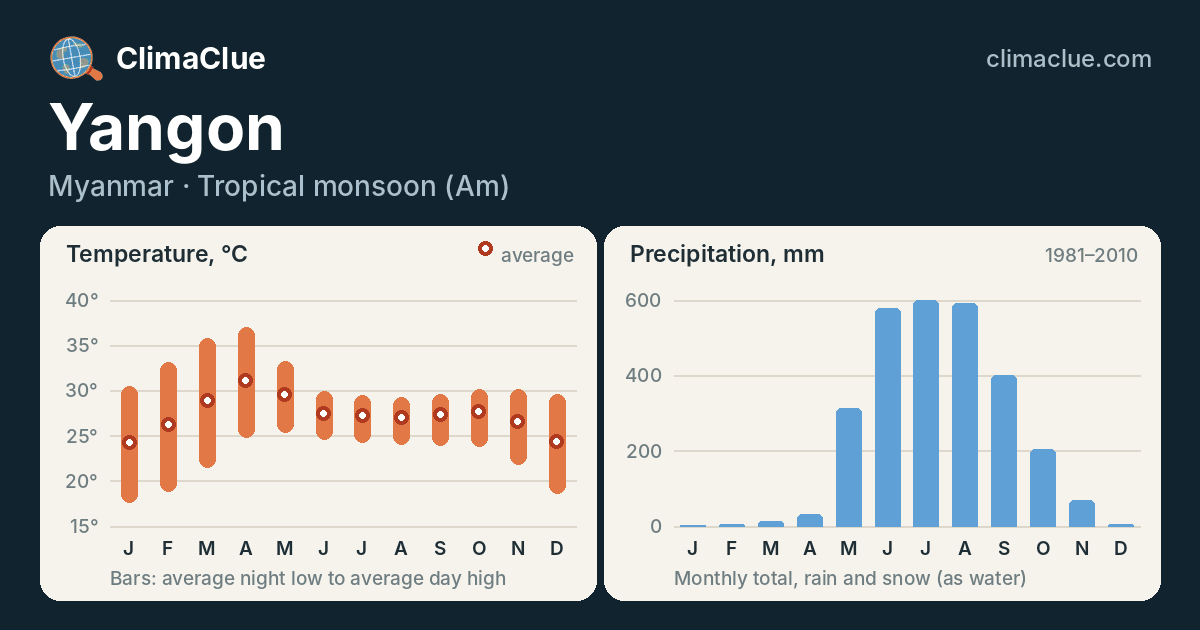 ClimaClue
climaclue.com
Yangon
Myanmar · Tropical monsoon (Am)
Temperature, °C
average
40°
35°
30°
25°
20°
15°
J F M A M J J A S O N D
Bars: average night low to average day high
Precipitation, mm
1981–2010
600
400
200
0
J F M A M J J A S O N D
Monthly total, rain and snow (as water)